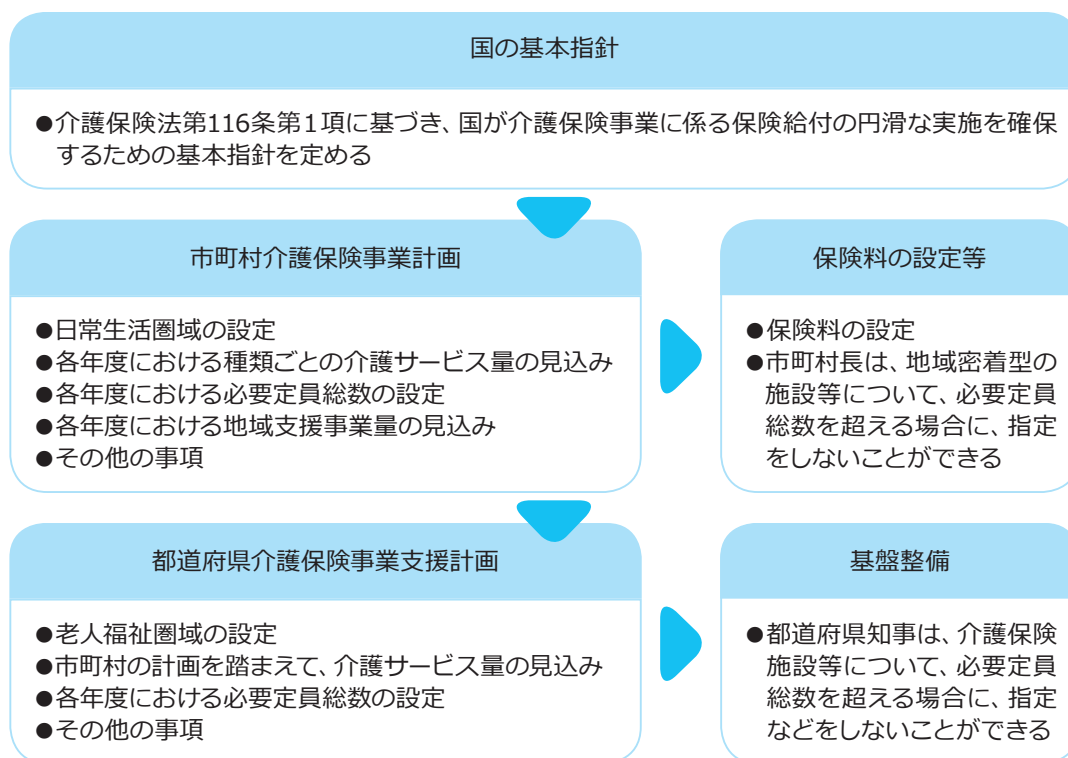 国の基本指針
●介護保険法第116条第1項に基づき、国が介護保険事業に係る保険給付の円滑な実施を確保
するための基本指針を定める
市町村介護保険事業計画
●日常生活圏域の設定
●各年度における種類ごとの介護サービス量の見込み
●各年度における必要定員総数の設定
●各年度における地域支援事業量の見込み
●その他の事項
保険料の設定等
●保険料の設定
●市町村長は、地域密着型の
施設等について、必要定員
総数を超える場合に、指定
をしないことができる
都道府県介護保険事業支援計画
●老人福祉圏域の設定
●市町村の計画を踏まえて、介護サービス量の見込み
●各年度における必要定員総数の設定
●その他の事項
基盤整備
●都道府県知事は、介護保険
施設等について、必要定員
総数を超える場合に、指定
などをしないことができる